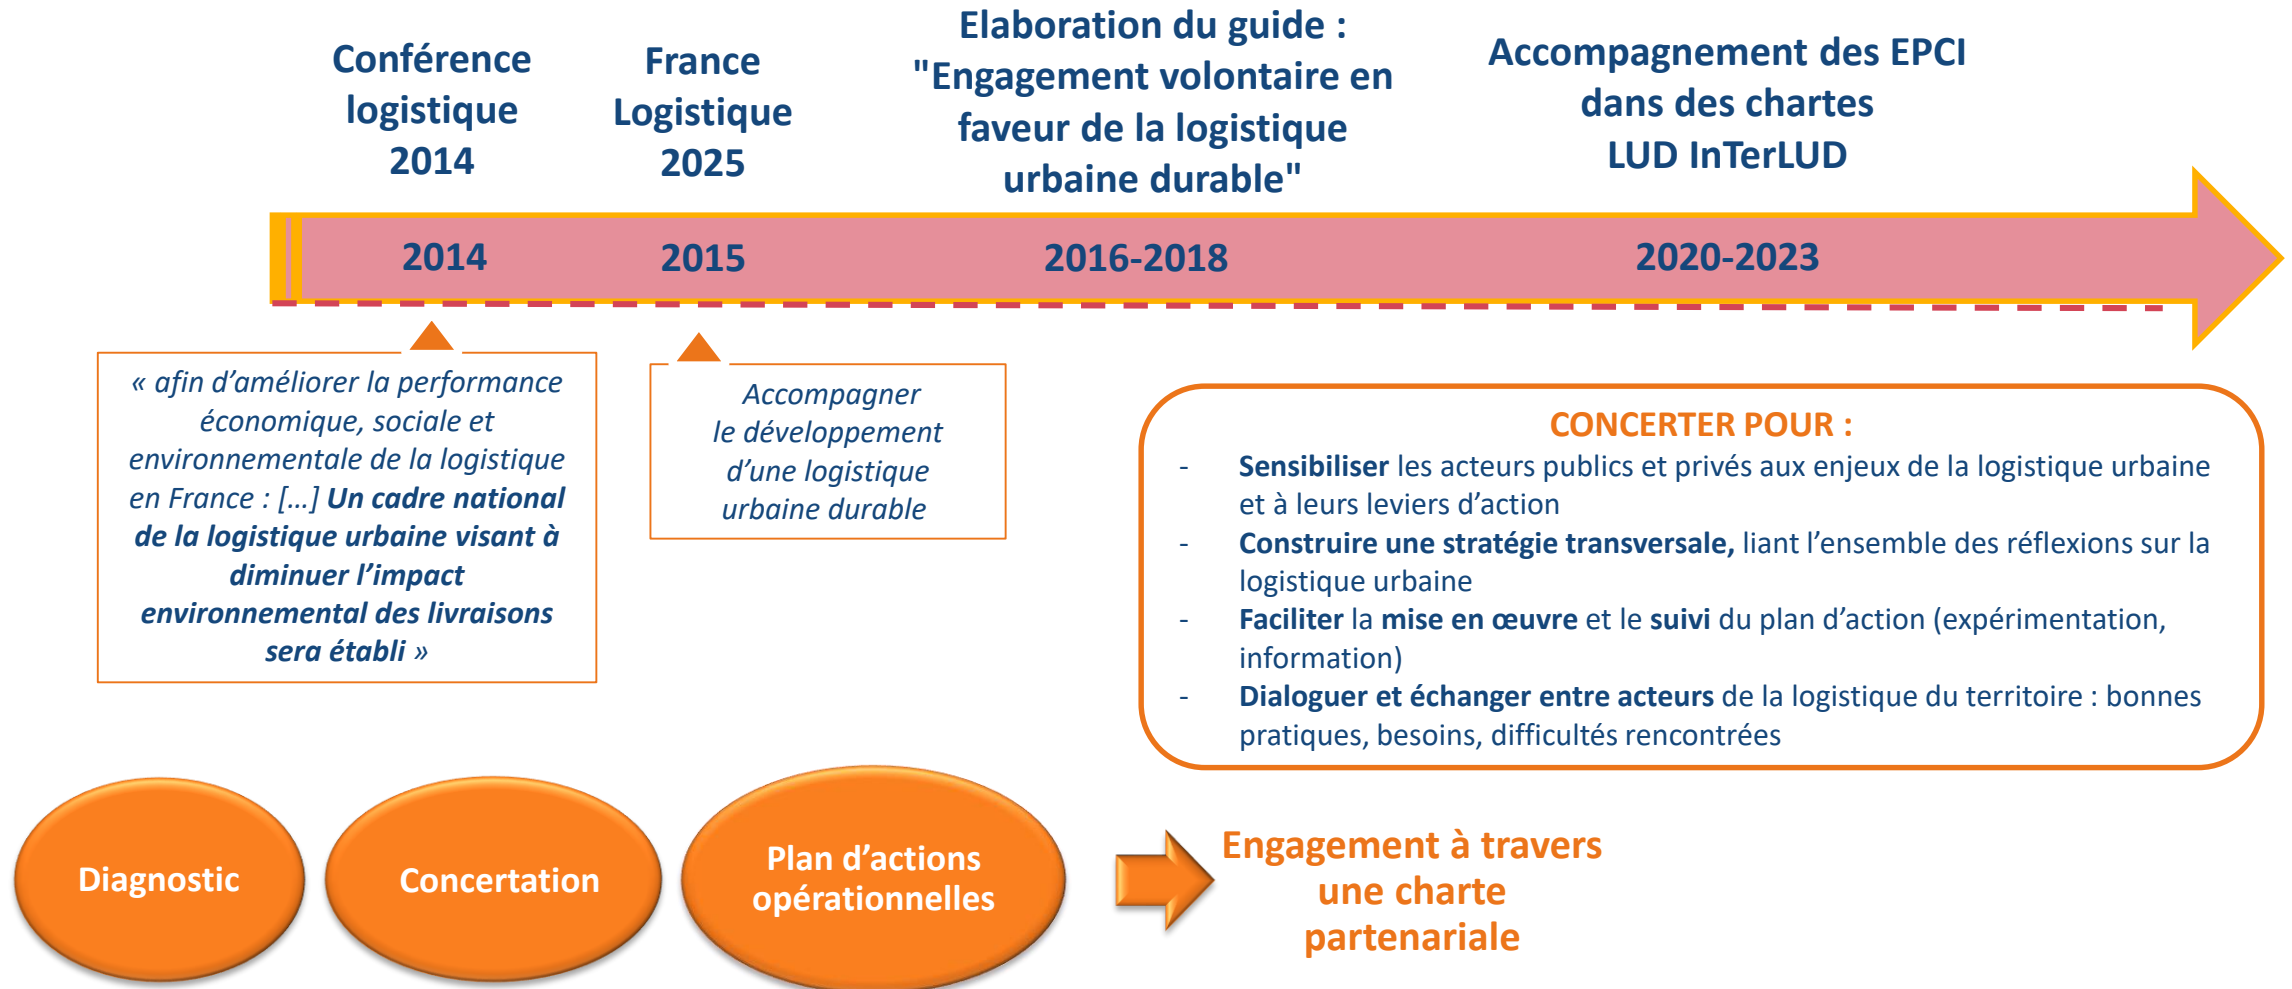 Conférence
logistique
2014
France
Logistique
2025
Elaboration du guide :
"Engagement volontaire en
faveur de la logistique
urbaine durable"
Accompagnement des EPCI
dans des chartes
LUD InTerLUD
2014
2015
2016-2018
2020-2023
« afin d’améliorer la performance
économique, sociale et
environnementale de la logistique
en France : […] Un cadre national
de la logistique urbaine visant à
diminuer l’impact
environnemental des livraisons
sera établi »
Accompagner
le développement
d’une logistique
urbaine durable
CONCERTER POUR :
- Sensibiliser les acteurs publics et privés aux enjeux de la logistique urbaine
et à leurs leviers d’action
- Construire une stratégie transversale, liant l’ensemble des réflexions sur la
logistique urbaine
- Faciliter la mise en œuvre et le suivi du plan d’action (expérimentation,
information)
- Dialoguer et échanger entre acteurs de la logistique du territoire : bonnes
pratiques, besoins, difficultés rencontrées
Diagnostic
Concertation
Plan d’actions
opérationnelles
Engagement à travers
une charte
partenariale